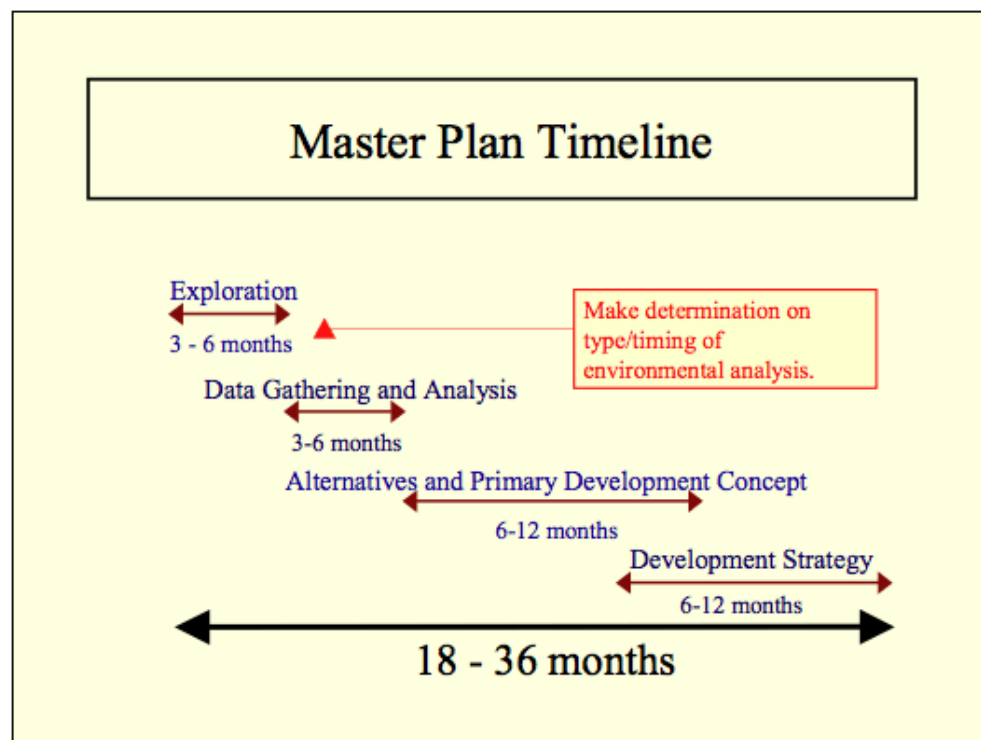 Master Plan Timeline
Exploration
3 - 6 months
Make determination on
type/timing of
environmental analysis.
Data Gathering and Analysis
3-6 months
Alternatives and Primary Development Concept
6-12 months
Development Strategy
6-12 months
18 - 36 months